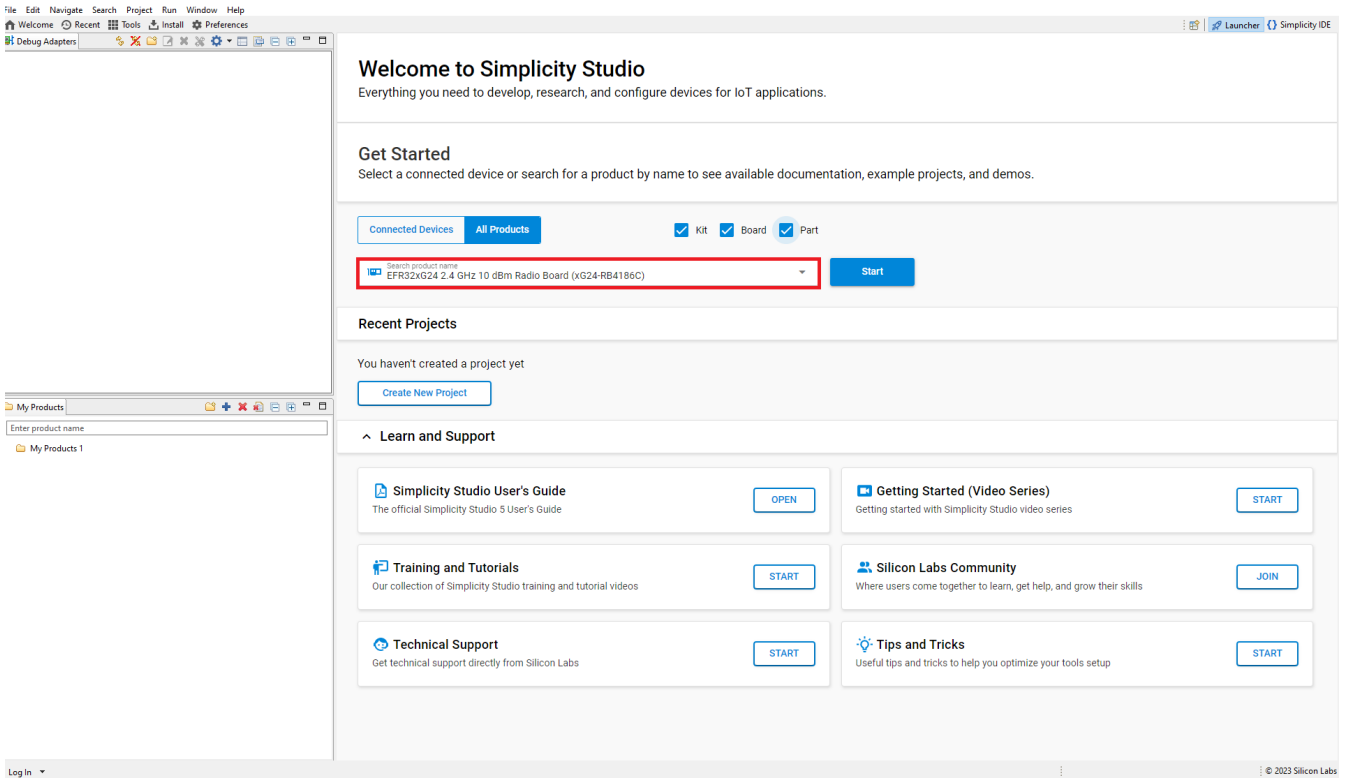 File Edit Navigate Search Project Run Window Help
Welcome Recent Tools Install Preferences
Launcher Simplicity IDE
Debug Adapters
Welcome to Simplicity Studio
Everything you need to develop, research, and configure devices for IoT applications.
Get Started
Select a connected device or search for a product by name to see available documentation, example projects, and demos.
Connected Devices All Products Kit Board Part
Search product name
EFR32xG24 2.4 GHz 10 dBm Radio Board (xG24-RB4186C)
Start
Recent Projects
You haven't created a project yet
Create New Project
My Products
Enter product name
My Products 1
Learn and Support
Simplicity Studio User's Guide
The official Simplicity Studio 5 User's Guide
OPEN
Getting Started (Video Series)
Getting started with Simplicity Studio video series
START
Training and Tutorials
Our collection of Simplicity Studio training and tutorial videos
START
Silicon Labs Community
Where users come together to learn, get help, and grow their skills
JOIN
Technical Support
Get technical support directly from Silicon Labs
START
Tips and Tricks
Useful tips and tricks to help you optimize your tools setup
START
Log In
© 2023 Silicon Labs